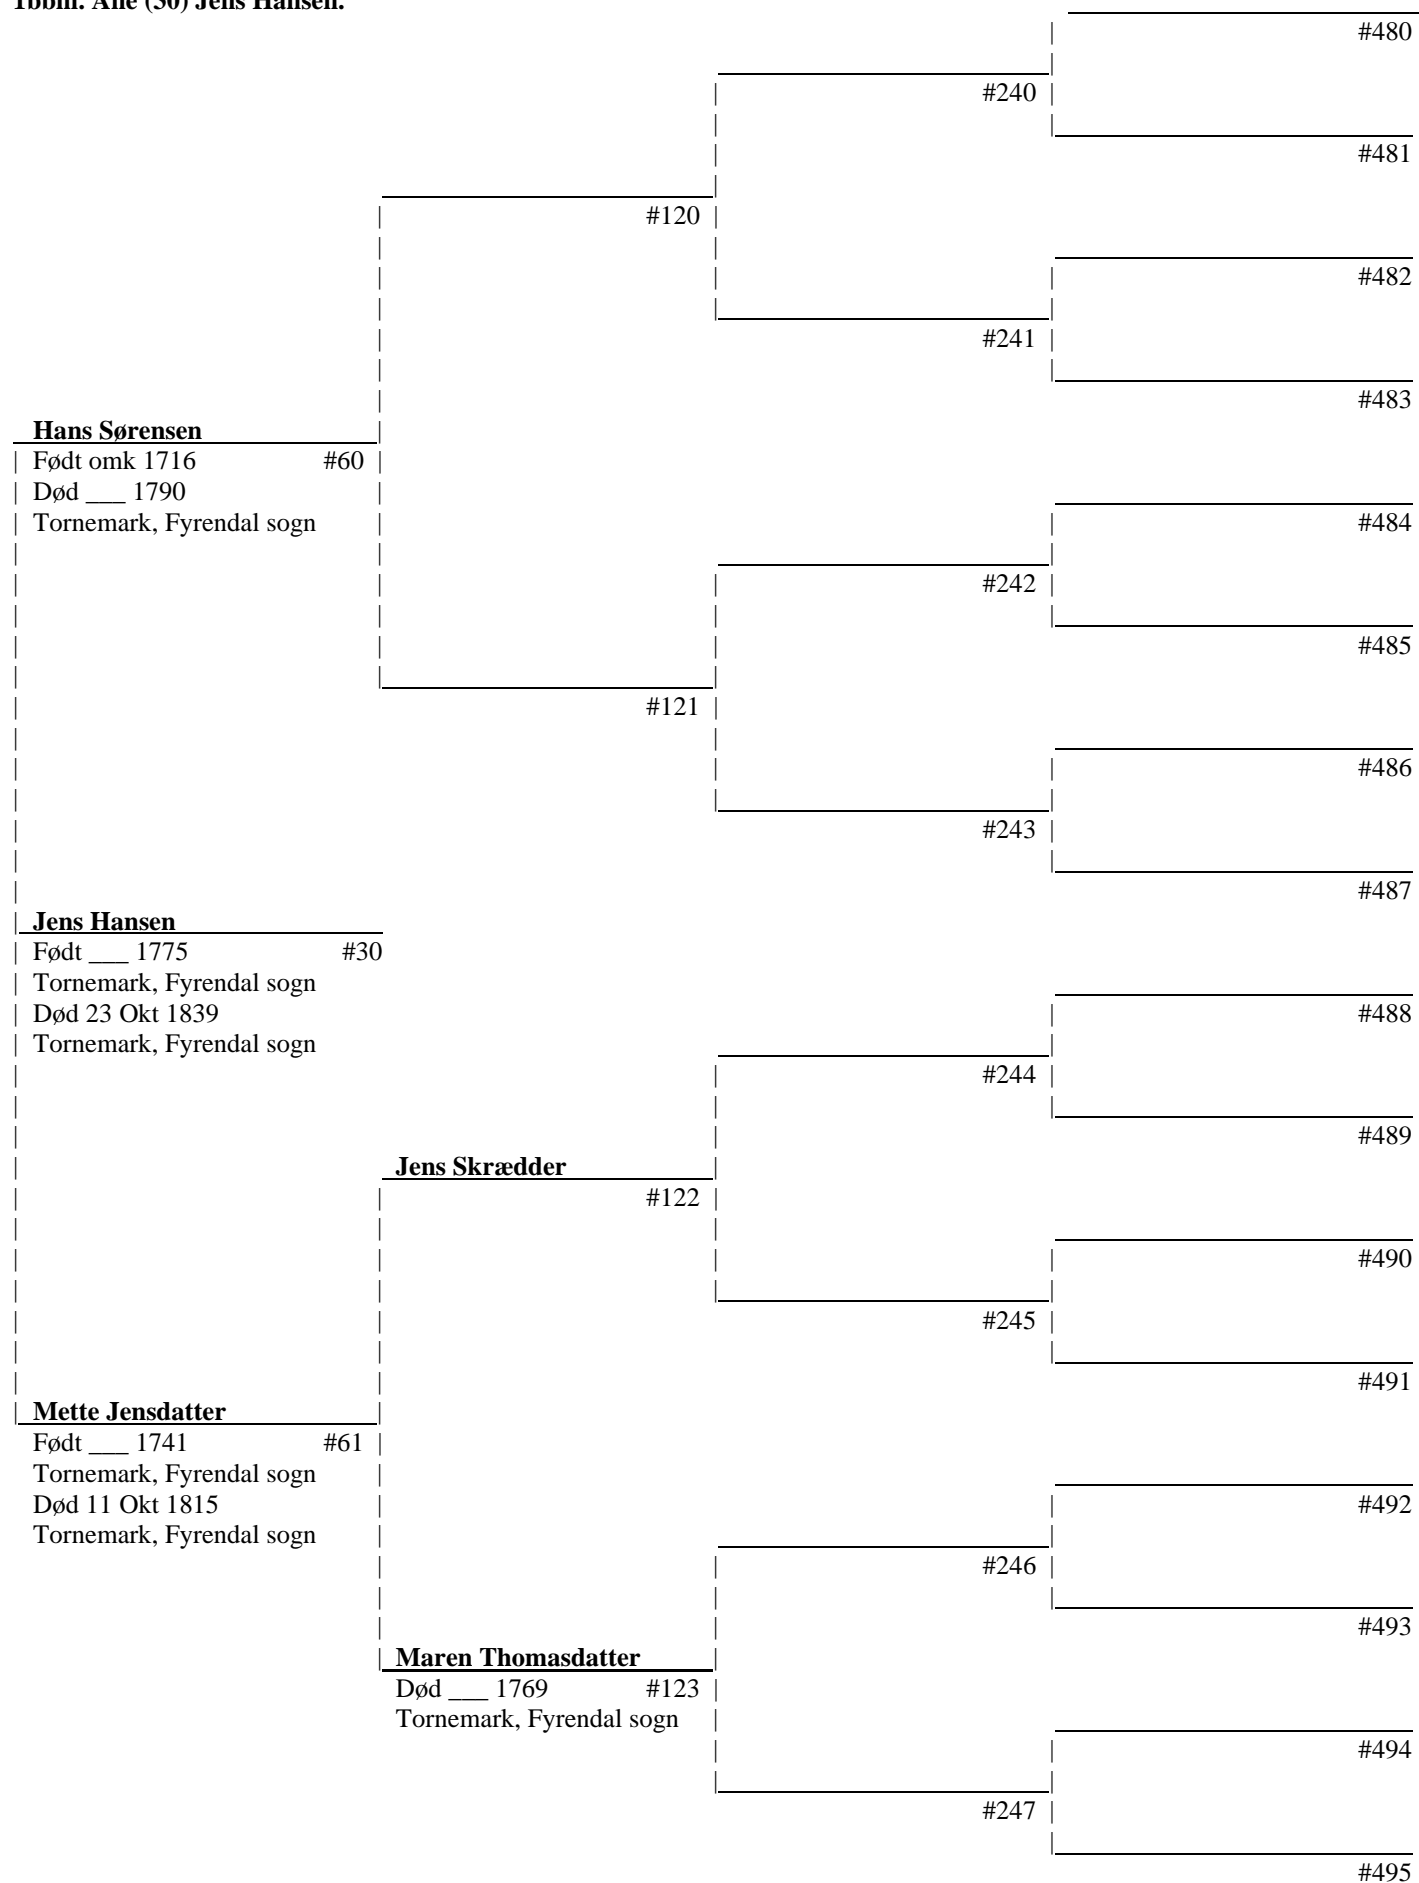 Tbbm. Ane (30) Jens Hansen.
#480
#240
#481
#120
#482
#241
#483
Hans Sørensen
Født omk 1716 #60
Død ___ 1790
Tornemark, Fyrendal sogn
#484
#242
#485
#121
#486
#243
#487
Jens Hansen
Født ___ 1775 #30
Tornemark, Fyrendal sogn
Død 23 Okt 1839
Tornemark, Fyrendal sogn
#488
#244
#489
Jens Skrædder
#122
#490
#245
#491
Mette Jensdatter
Født ___ 1741 #61
Tornemark, Fyrendal sogn
Død 11 Okt 1815
Tornemark, Fyrendal sogn
#492
#246
#493
Maren Thomasdatter
Død ___ 1769 #123
Tornemark, Fyrendal sogn
#494
#247
#495